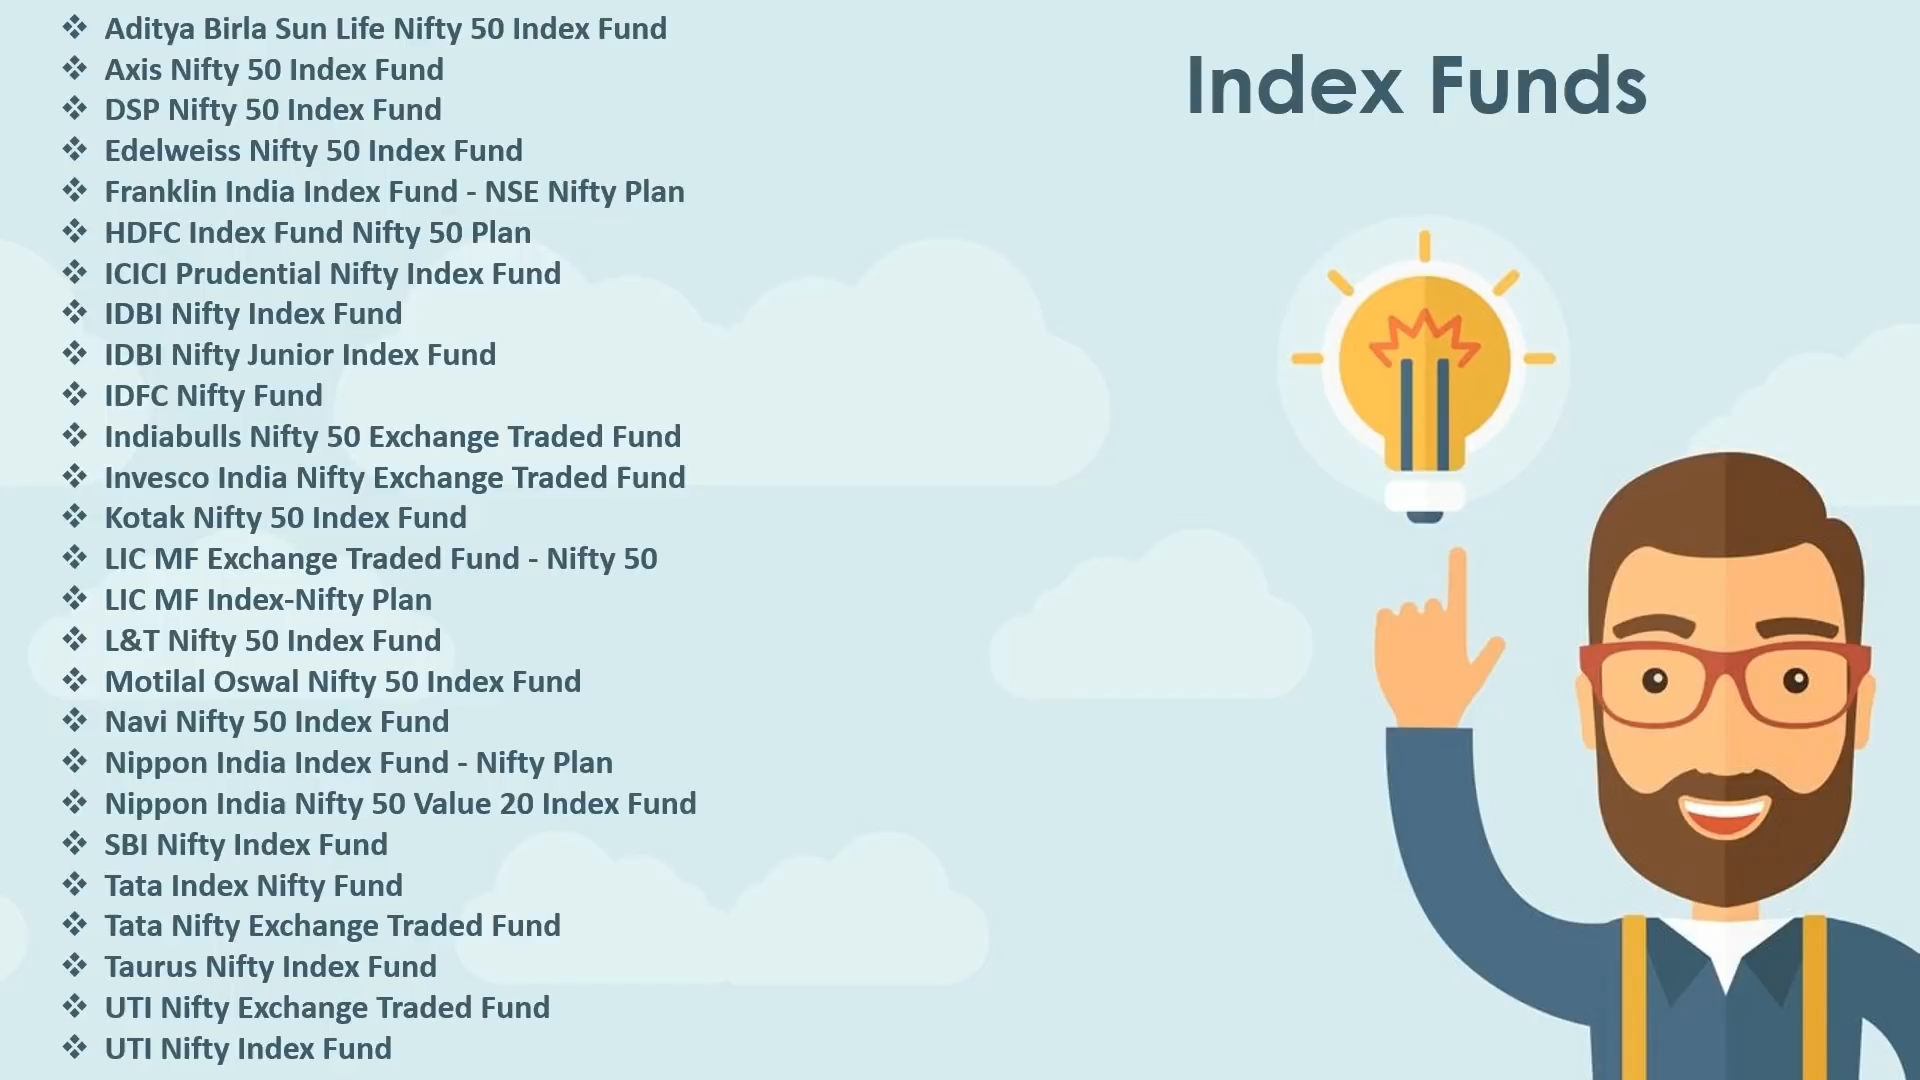 Index Funds
Aditya Birla Sun Life Nifty 50 Index Fund
Axis Nifty 50 Index Fund
DSP Nifty 50 Index Fund
Edelweiss Nifty 50 Index Fund
Franklin India Index Fund - NSE Nifty Plan
HDFC Index Fund Nifty 50 Plan
ICICI Prudential Nifty Index Fund
IDBI Nifty Index Fund
IDBI Nifty Junior Index Fund
IDFC Nifty Fund
Indiabulls Nifty 50 Exchange Traded Fund
Invesco India Nifty Exchange Traded Fund
Kotak Nifty 50 Index Fund
LIC MF Exchange Traded Fund - Nifty 50
LIC MF Index-Nifty Plan
L&T Nifty 50 Index Fund
Motilal Oswal Nifty 50 Index Fund
Navi Nifty 50 Index Fund
Nippon India Index Fund - Nifty Plan
Nippon India Nifty 50 Value 20 Index Fund
SBI Nifty Index Fund
Tata Index Nifty Fund
Tata Nifty Exchange Traded Fund
Taurus Nifty Index Fund
UTI Nifty Exchange Traded Fund
UTI Nifty Index Fund